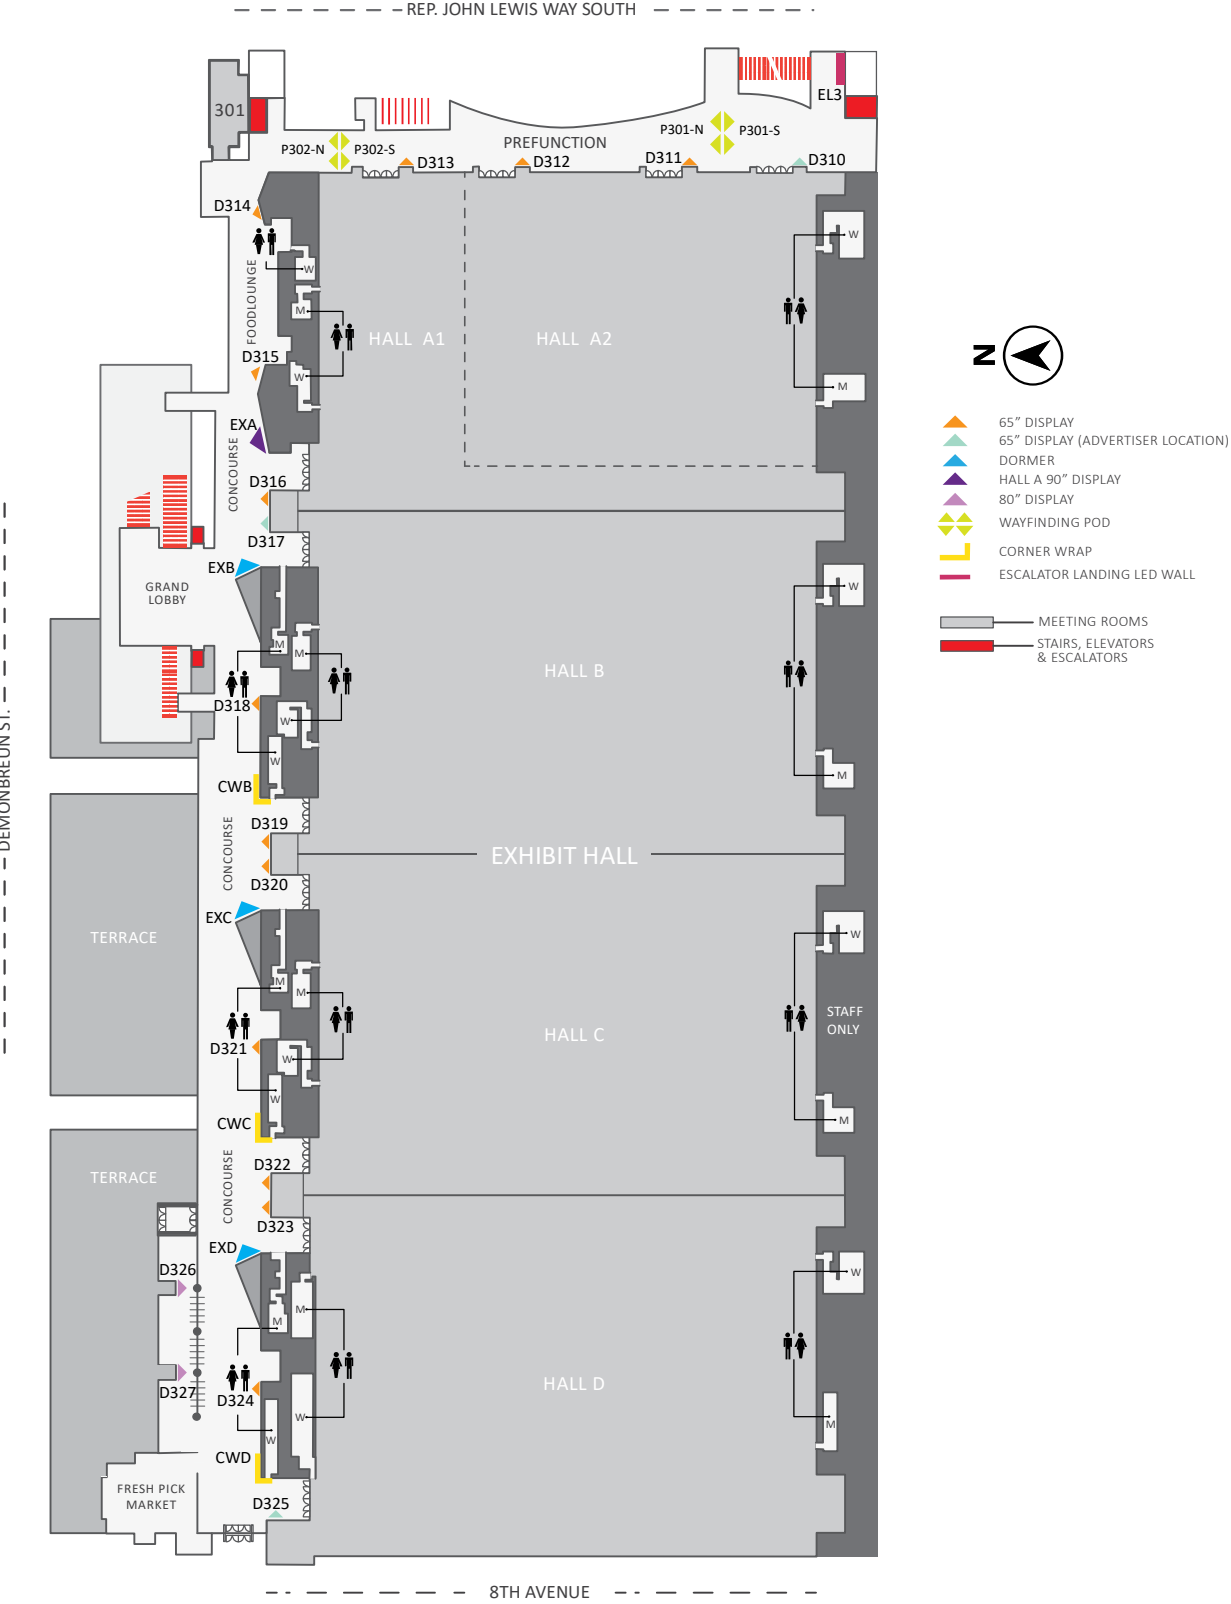 REP. JOHN LEWIS WAY SOUTH
EL3
301
P301-N
P301-S
PREFUNCTION
P302-N
P302-S
D313
D312
D311
D310
D314
W
W
FOODLOUNGE
M
HALL A1
HALL A2
N
D315
W
M
EXA
65” DISPLAY
65” DISPLAY (ADVERTISER LOCATION)
DORMER
HALL A 90” DISPLAY
80” DISPLAY
WAYFINDING POD
CORNER WRAP
ESCALATOR LANDING LED WALL
MEETING ROOMS
STAIRS, ELEVATORS
& ESCALATORS
CONCOURSE
D316
D317
EXB
GRAND
LOBBY
W
M
M
HALL B
D318
W
W
M
CWB
DEMONBREUN ST.
D319
CONCOURSE
D320
EXHIBIT HALL
EXC
TERRACE
W
M
M
STAFF
ONLY
HALL C
D321
W
W
CWC
M
D322
TERRACE
CONCOURSE
D323
EXD
D326
W
M
M
D327
D324
HALL D
W
W
M
CWD
FRESH PICK
MARKET
D325
8TH AVENUE